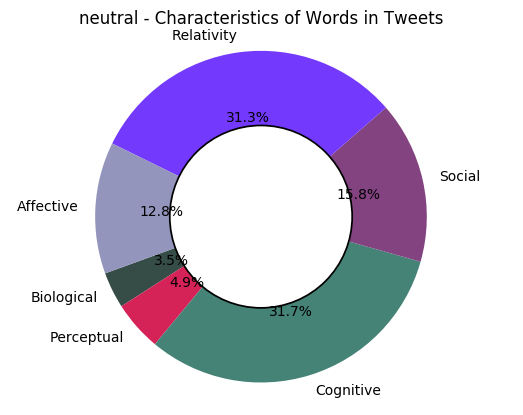 neutral - Characteristics of Words in Tweets
Relativity
31.3%
Social
15.8%
Affective
12.8%
Biological
3.5%
Perceptual
4.9%
Cognitive
31.7%